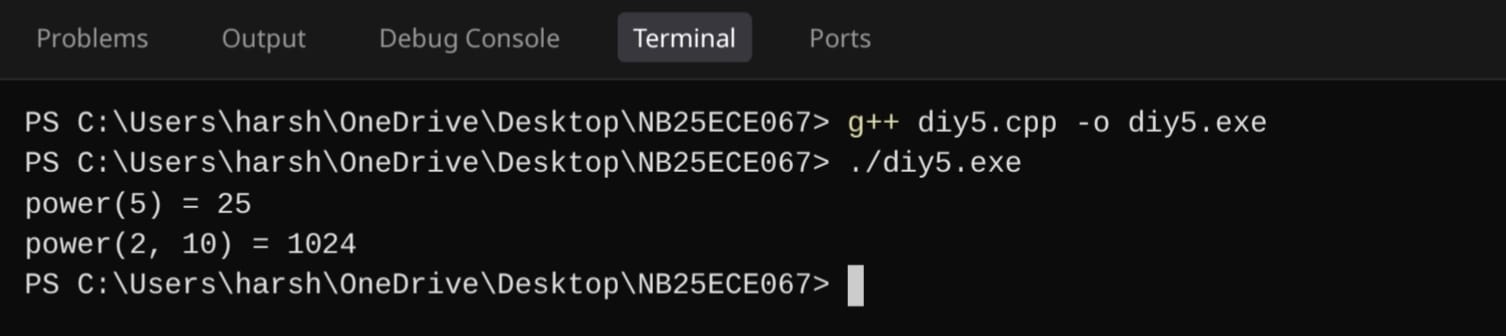 Problems Output Debug Console Terminal Ports
PS C:\Users\harsh\OneDrive\Desktop\NB25ECE067> g++ diy5.cpp -o diy5.exe
PS C:\Users\harsh\OneDrive\Desktop\NB25ECE067> ./diy5.exe
power(5) = 25
power(2, 10) = 1024
PS C:\Users\harsh\OneDrive\Desktop\NB25ECE067>